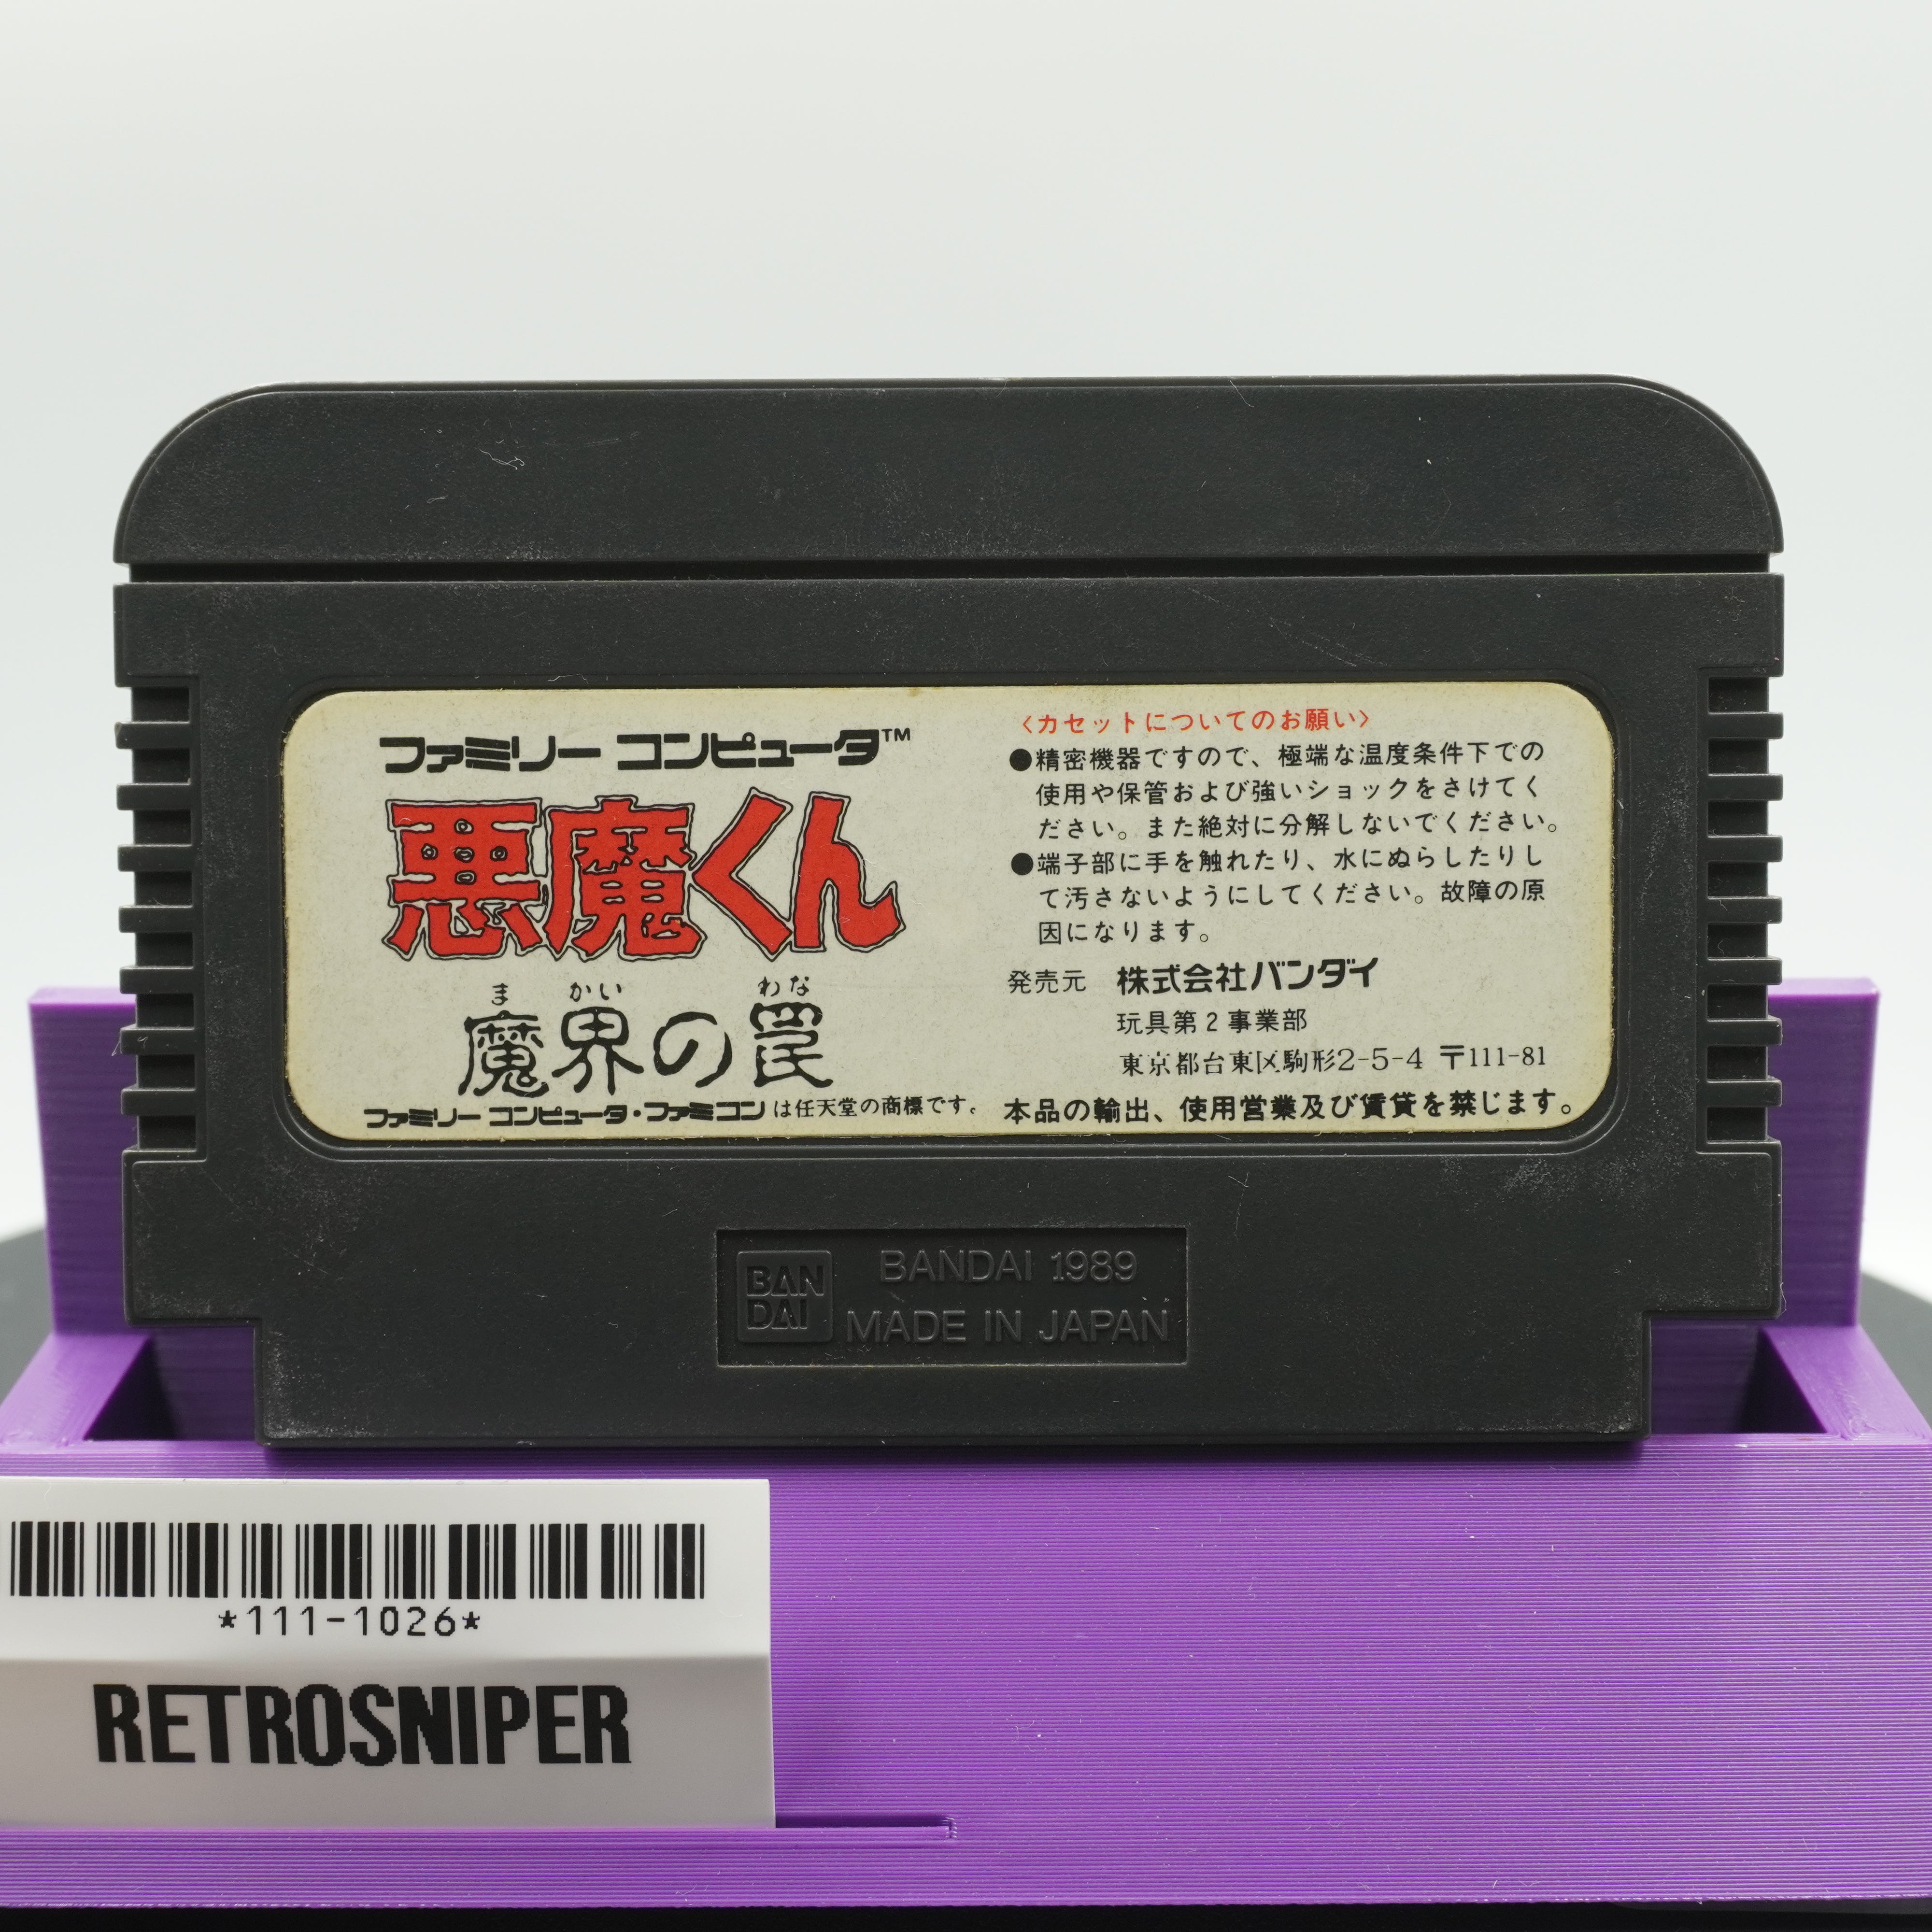 ファミリー コンピュータ™
悪魔くん
ま かい わな
魔界の罠
ファミリー コンピュータ・ファミコン は任天堂の商標です。
〈カセットについてのお願い〉
●精密機器ですので、極端な温度条件下での
使用や保管および強いショックをさけてく
ださい。また絶対に分解しないでください。
●端子部に手を触れたり、水にぬらしたりし
て汚さないようにしてください。故障の原
因になります。
発売元 株式会社バンダイ
玩具第2事業部
東京都台東区駒形2-5-4 〒111-81
本品の輸出、使用営業及び賃貸を禁じます。
BAN
DAI
BANDAI 1989
MADE IN JAPAN
*111-1026*
RETROSNIPER